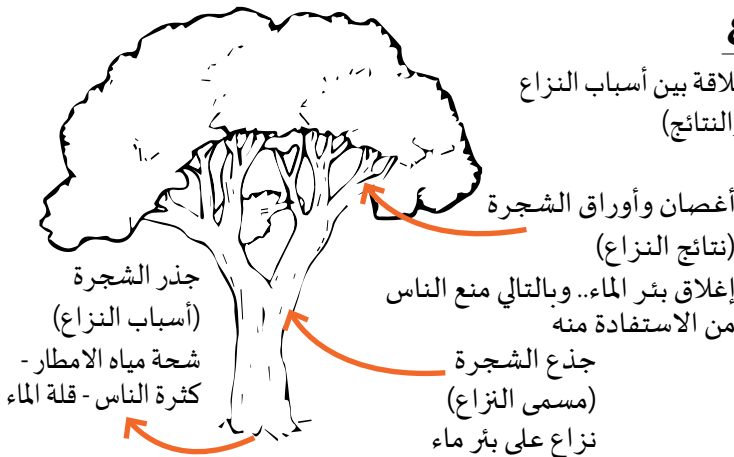 لاقة بين أسباب النزاع
النتائج)
أغصان وأوراق الشجرة
(نتائج النزاع)
إغلاق بئر الماء.. وبالتالي منع الناس
من الاستفادة منه
جذع الشجرة
(مسمى النزاع)
نزاع على بئر ماء
جذر الشجرة
(أسباب النزاع)
شحة مياه الامطار -
كثرة الناس - قلة الماء